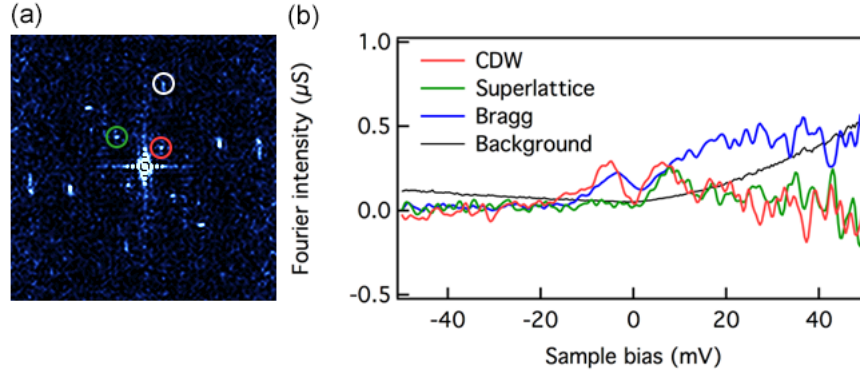 (a)
(b)
1.0
0.5
0.0
-0.5
Fourier intensity (µS)
CDW
Superlattice
Bragg
Background
-40 -20 0 20 40
Sample bias (mV)